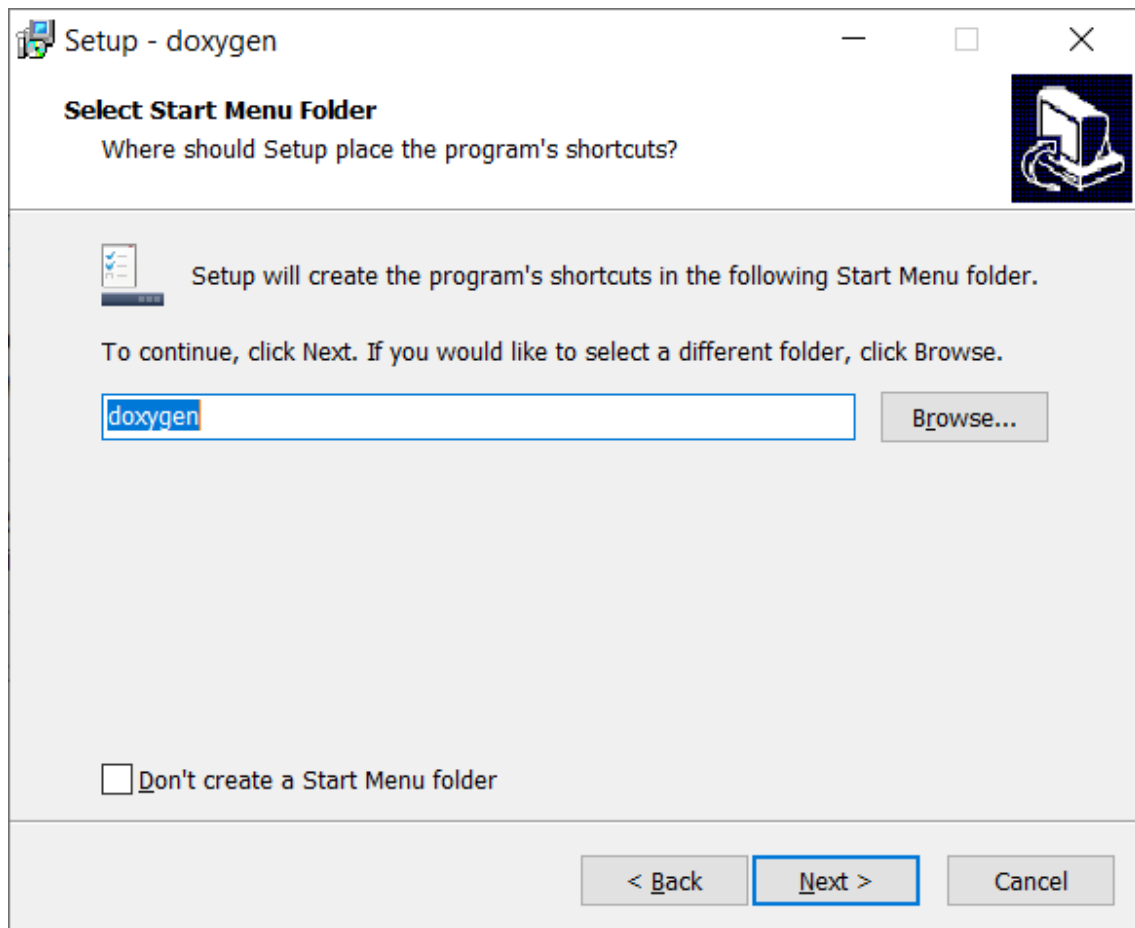 Setup - doxygen
Select Start Menu Folder
Where should Setup place the program's shortcuts?
Setup will create the program's shortcuts in the following Start Menu folder.
To continue, click Next. If you would like to select a different folder, click Browse.
doxygen
Browse...
Don't create a Start Menu folder
< Back
Next >
Cancel